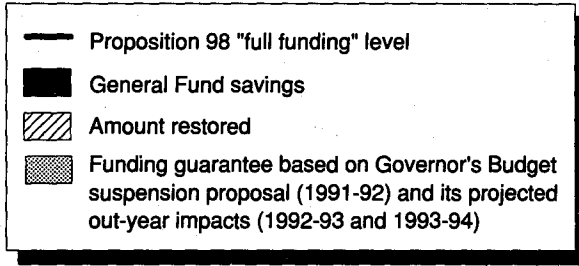 Proposition 98 "full funding" level
General Fund savings
Amount restored
Funding guarantee based on Governor's Budget
suspension proposal (1991-92) and its projected
out-year impacts (1992-93 and 1993-94)